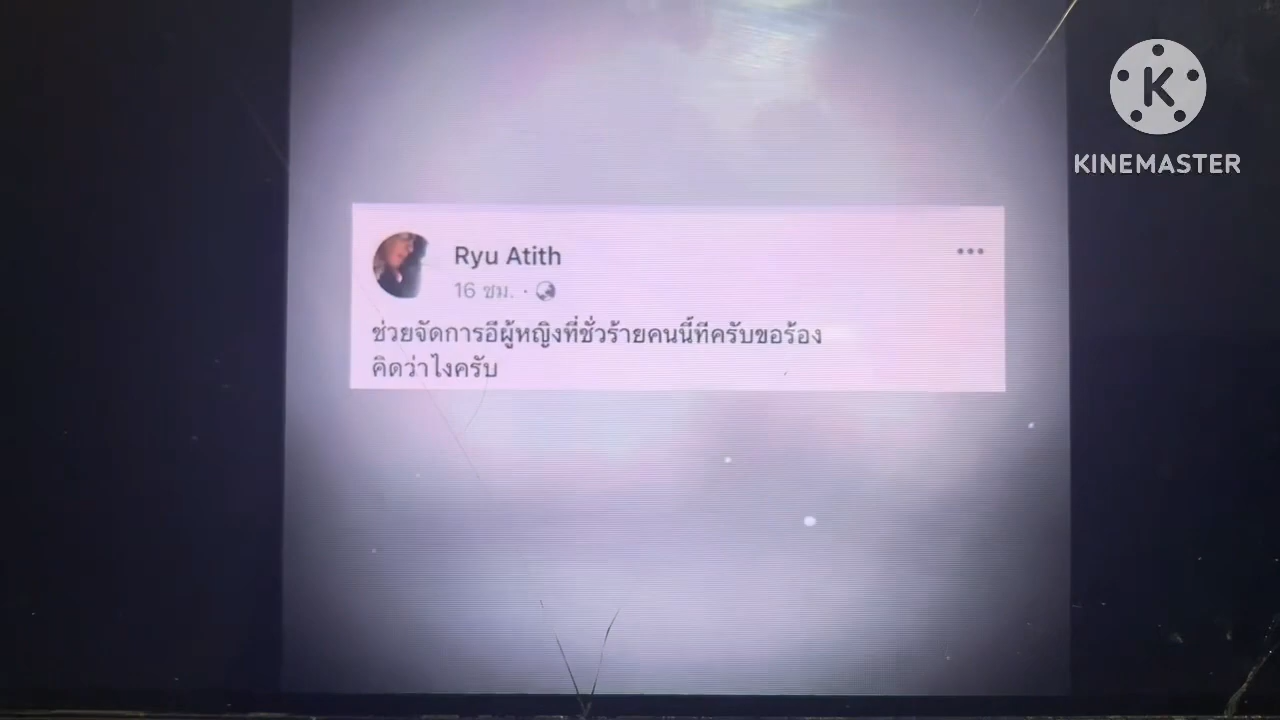 K
KINEMASTER
Ryu Atith
16 ชม. ·
ช่วยจัดการอีผู้หญิงที่ชั่วร้ายคนนี้ทีครับขอร้อง
คิดว่าไงครับ